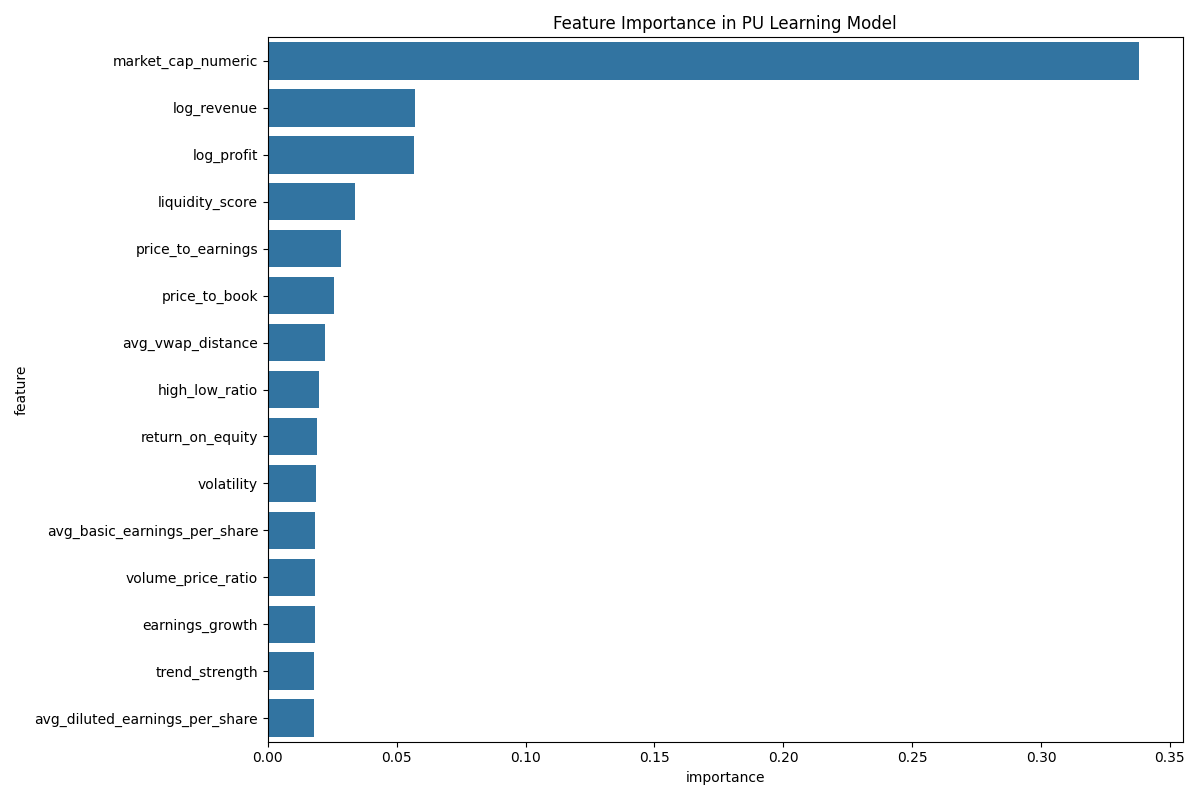 Feature Importance in PU Learning Model
market_cap_numeric
log_revenue
log_profit
liquidity_score
price_to_earnings
price_to_book
avg_vwap_distance
high_low_ratio
return_on_equity
volatility
avg_basic_earnings_per_share
volume_price_ratio
earnings_growth
trend_strength
avg_diluted_earnings_per_share
feature
0.00 0.05 0.10 0.15 0.20 0.25 0.30 0.35
importance